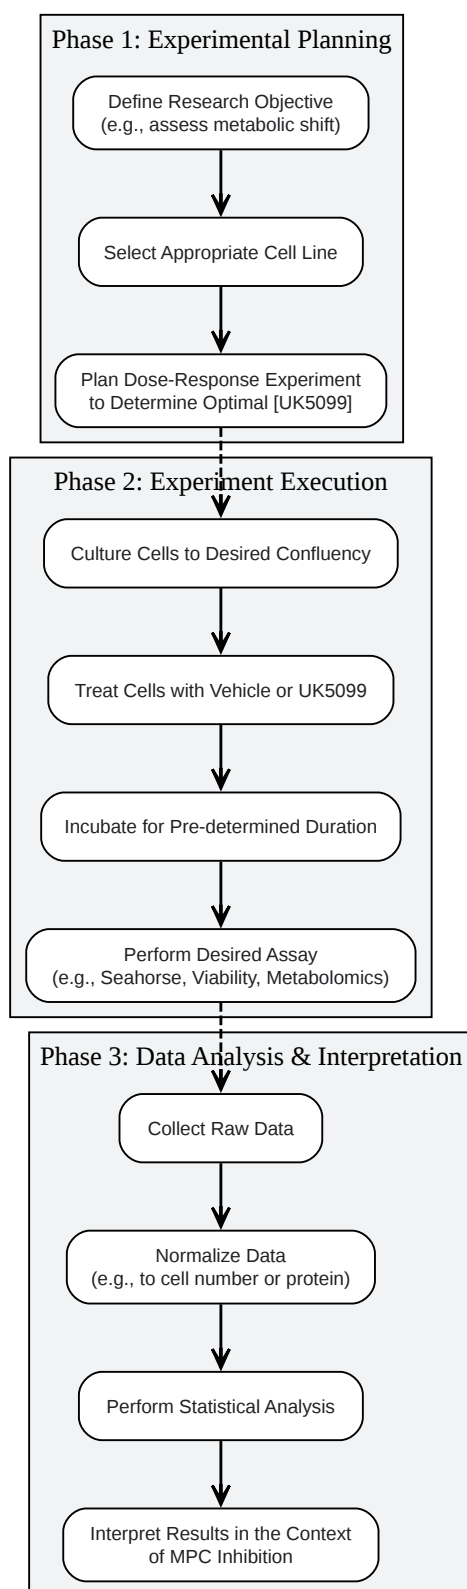 Phase 1: Experimental Planning
Define Research Objective
(e.g., assess metabolic shift)
Select Appropriate Cell Line
Plan Dose-Response Experiment
to Determine Optimal [UK5099]
Phase 2: Experiment Execution
Culture Cells to Desired Confluency
Treat Cells with Vehicle or UK5099
Incubate for Pre-determined Duration
Perform Desired Assay
(e.g., Seahorse, Viability, Metabolomics)
Phase 3: Data Analysis & Interpretation
Collect Raw Data
Normalize Data
(e.g., to cell number or protein)
Perform Statistical Analysis
Interpret Results in the Context
of MPC Inhibition